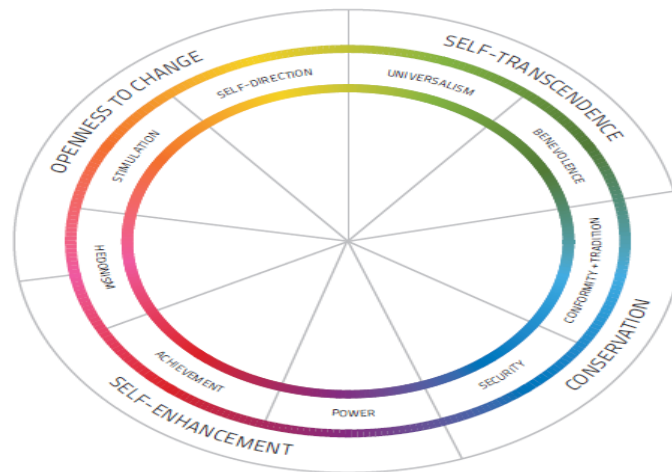 OPENNESS TO CHANGE
SELF-TRANSCENDENCE
SELF-DIRECTION
UNIVERSALISM
STIMULATION
BENEVOLENCE
HEDONISM
CONFORMITY + TRADITION
ACHIEVEMENT
SECURITY
POWER
SELF-ENHANCEMENT
CONSERVATION